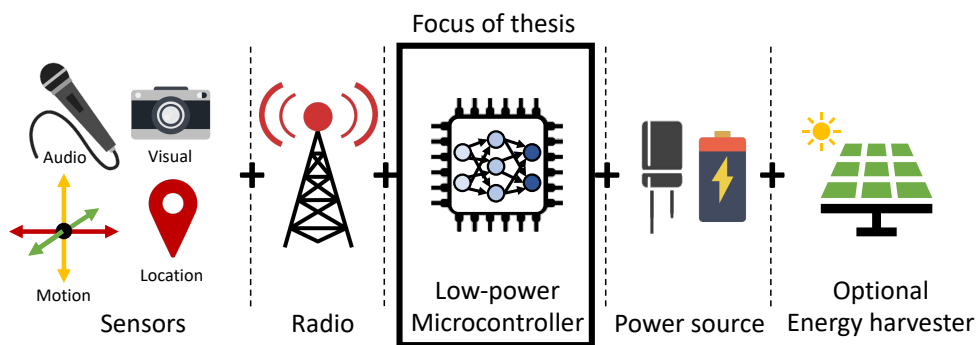 Focus of thesis
Audio
Visual
Motion
Location
Sensors
Radio
Low-power
Microcontroller
Power source
Optional
Energy harvester